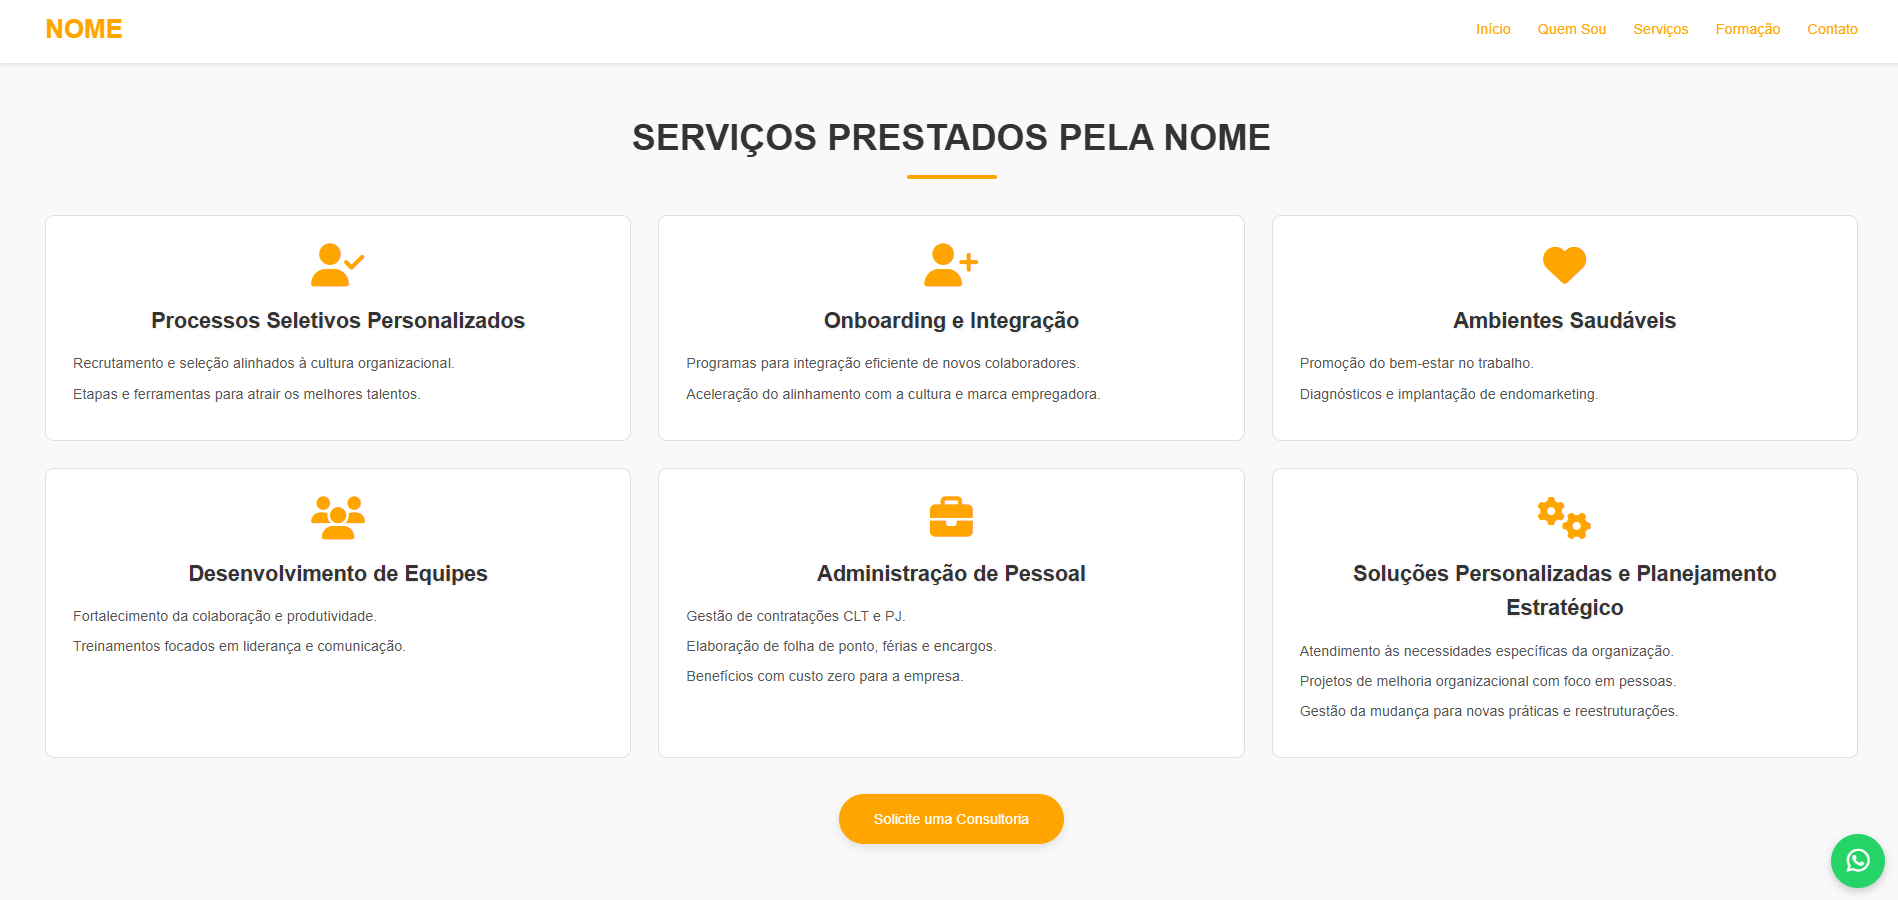 NOME
Início
Quem Sou
Serviços
Formação
Contato
SERVIÇOS PRESTADOS PELA NOME
Processos Seletivos Personalizados
Recrutamento e seleção alinhados à cultura organizacional.
Etapas e ferramentas para atrair os melhores talentos.
Onboarding e Integração
Programas para integração eficiente de novos colaboradores.
Aceleração do alinhamento com a cultura e marca empregadora.
Ambientes Saudáveis
Promoção do bem-estar no trabalho.
Diagnósticos e implantação de endomarketing.
Desenvolvimento de Equipes
Fortalecimento da colaboração e produtividade.
Treinamentos focados em liderança e comunicação.
Administração de Pessoal
Gestão de contratações CLT e PJ.
Elaboração de folha de ponto, férias e encargos.
Benefícios com custo zero para a empresa.
Soluções Personalizadas e Planejamento
Estratégico
Atendimento às necessidades específicas da organização.
Projetos de melhoria organizacional com foco em pessoas.
Gestão da mudança para novas práticas e reestruturações.
Solicite uma Consultoria